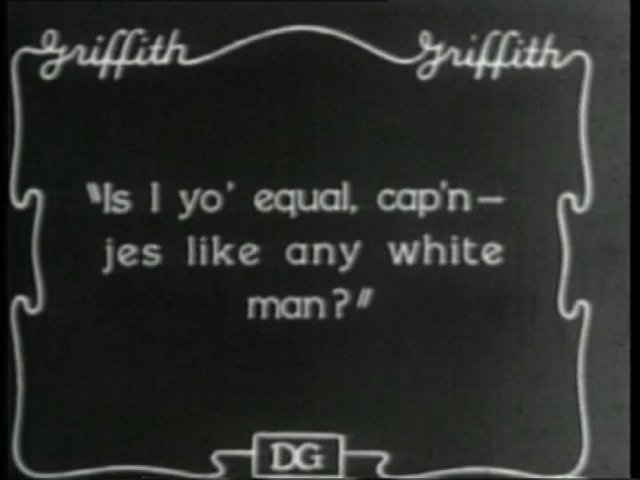 Griffith Griffith
"Is I yo' equal, cap'n—
jes like any white
man?"
DG